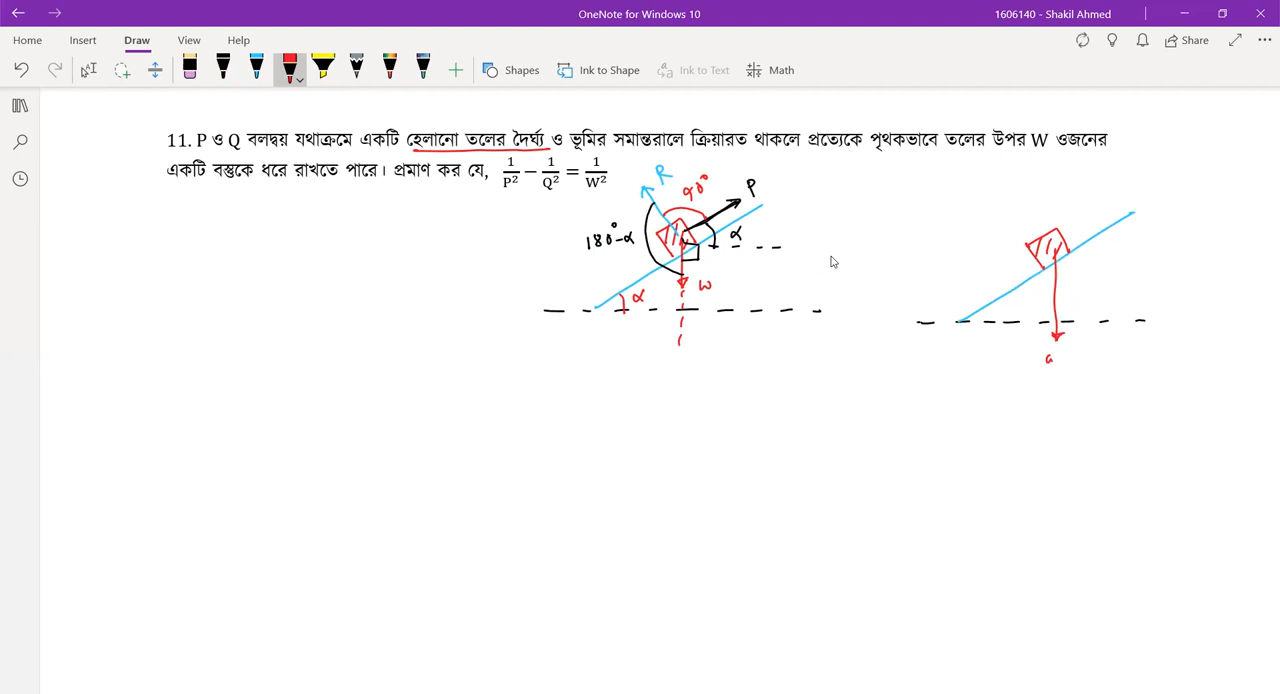 OneNote for Windows 10
1606140 - Shakil Ahmed
Home Insert Draw View Help
Share
Shapes Ink to Shape Ink to Text Math
11. P ও Q বলদ্বয় যথাক্রমে একটি হেলানো তলের দৈর্ঘ্য ও ভূমির সমান্তরালে ক্রিয়ারত থাকলে প্রত্যেকে পৃথকভাবে তলের উপর W ওজনের
একটি বস্তুকে ধরে রাখতে পারে। প্রমাণ কর যে, 1/P² − 1/Q² = 1/W²
R 90° P
180°-α α
W
α